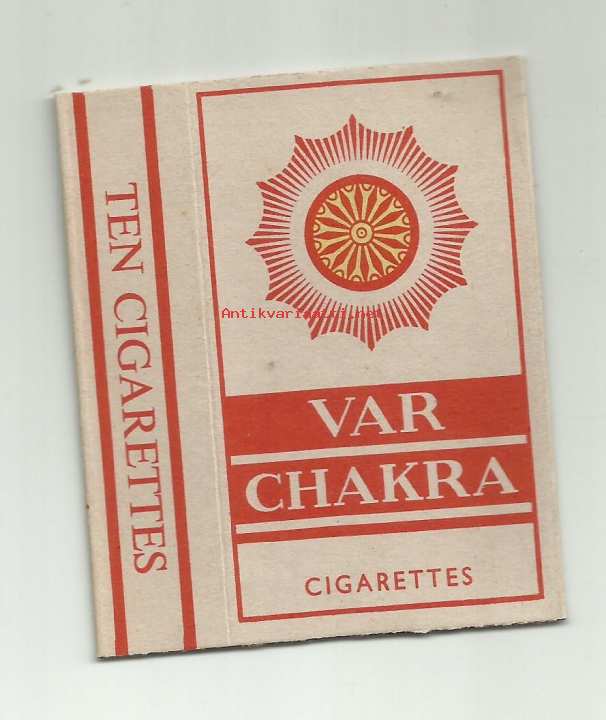 TEN CIGARETTES
Antikvariaatti.net
VAR
CHAKRA
CIGARETTES